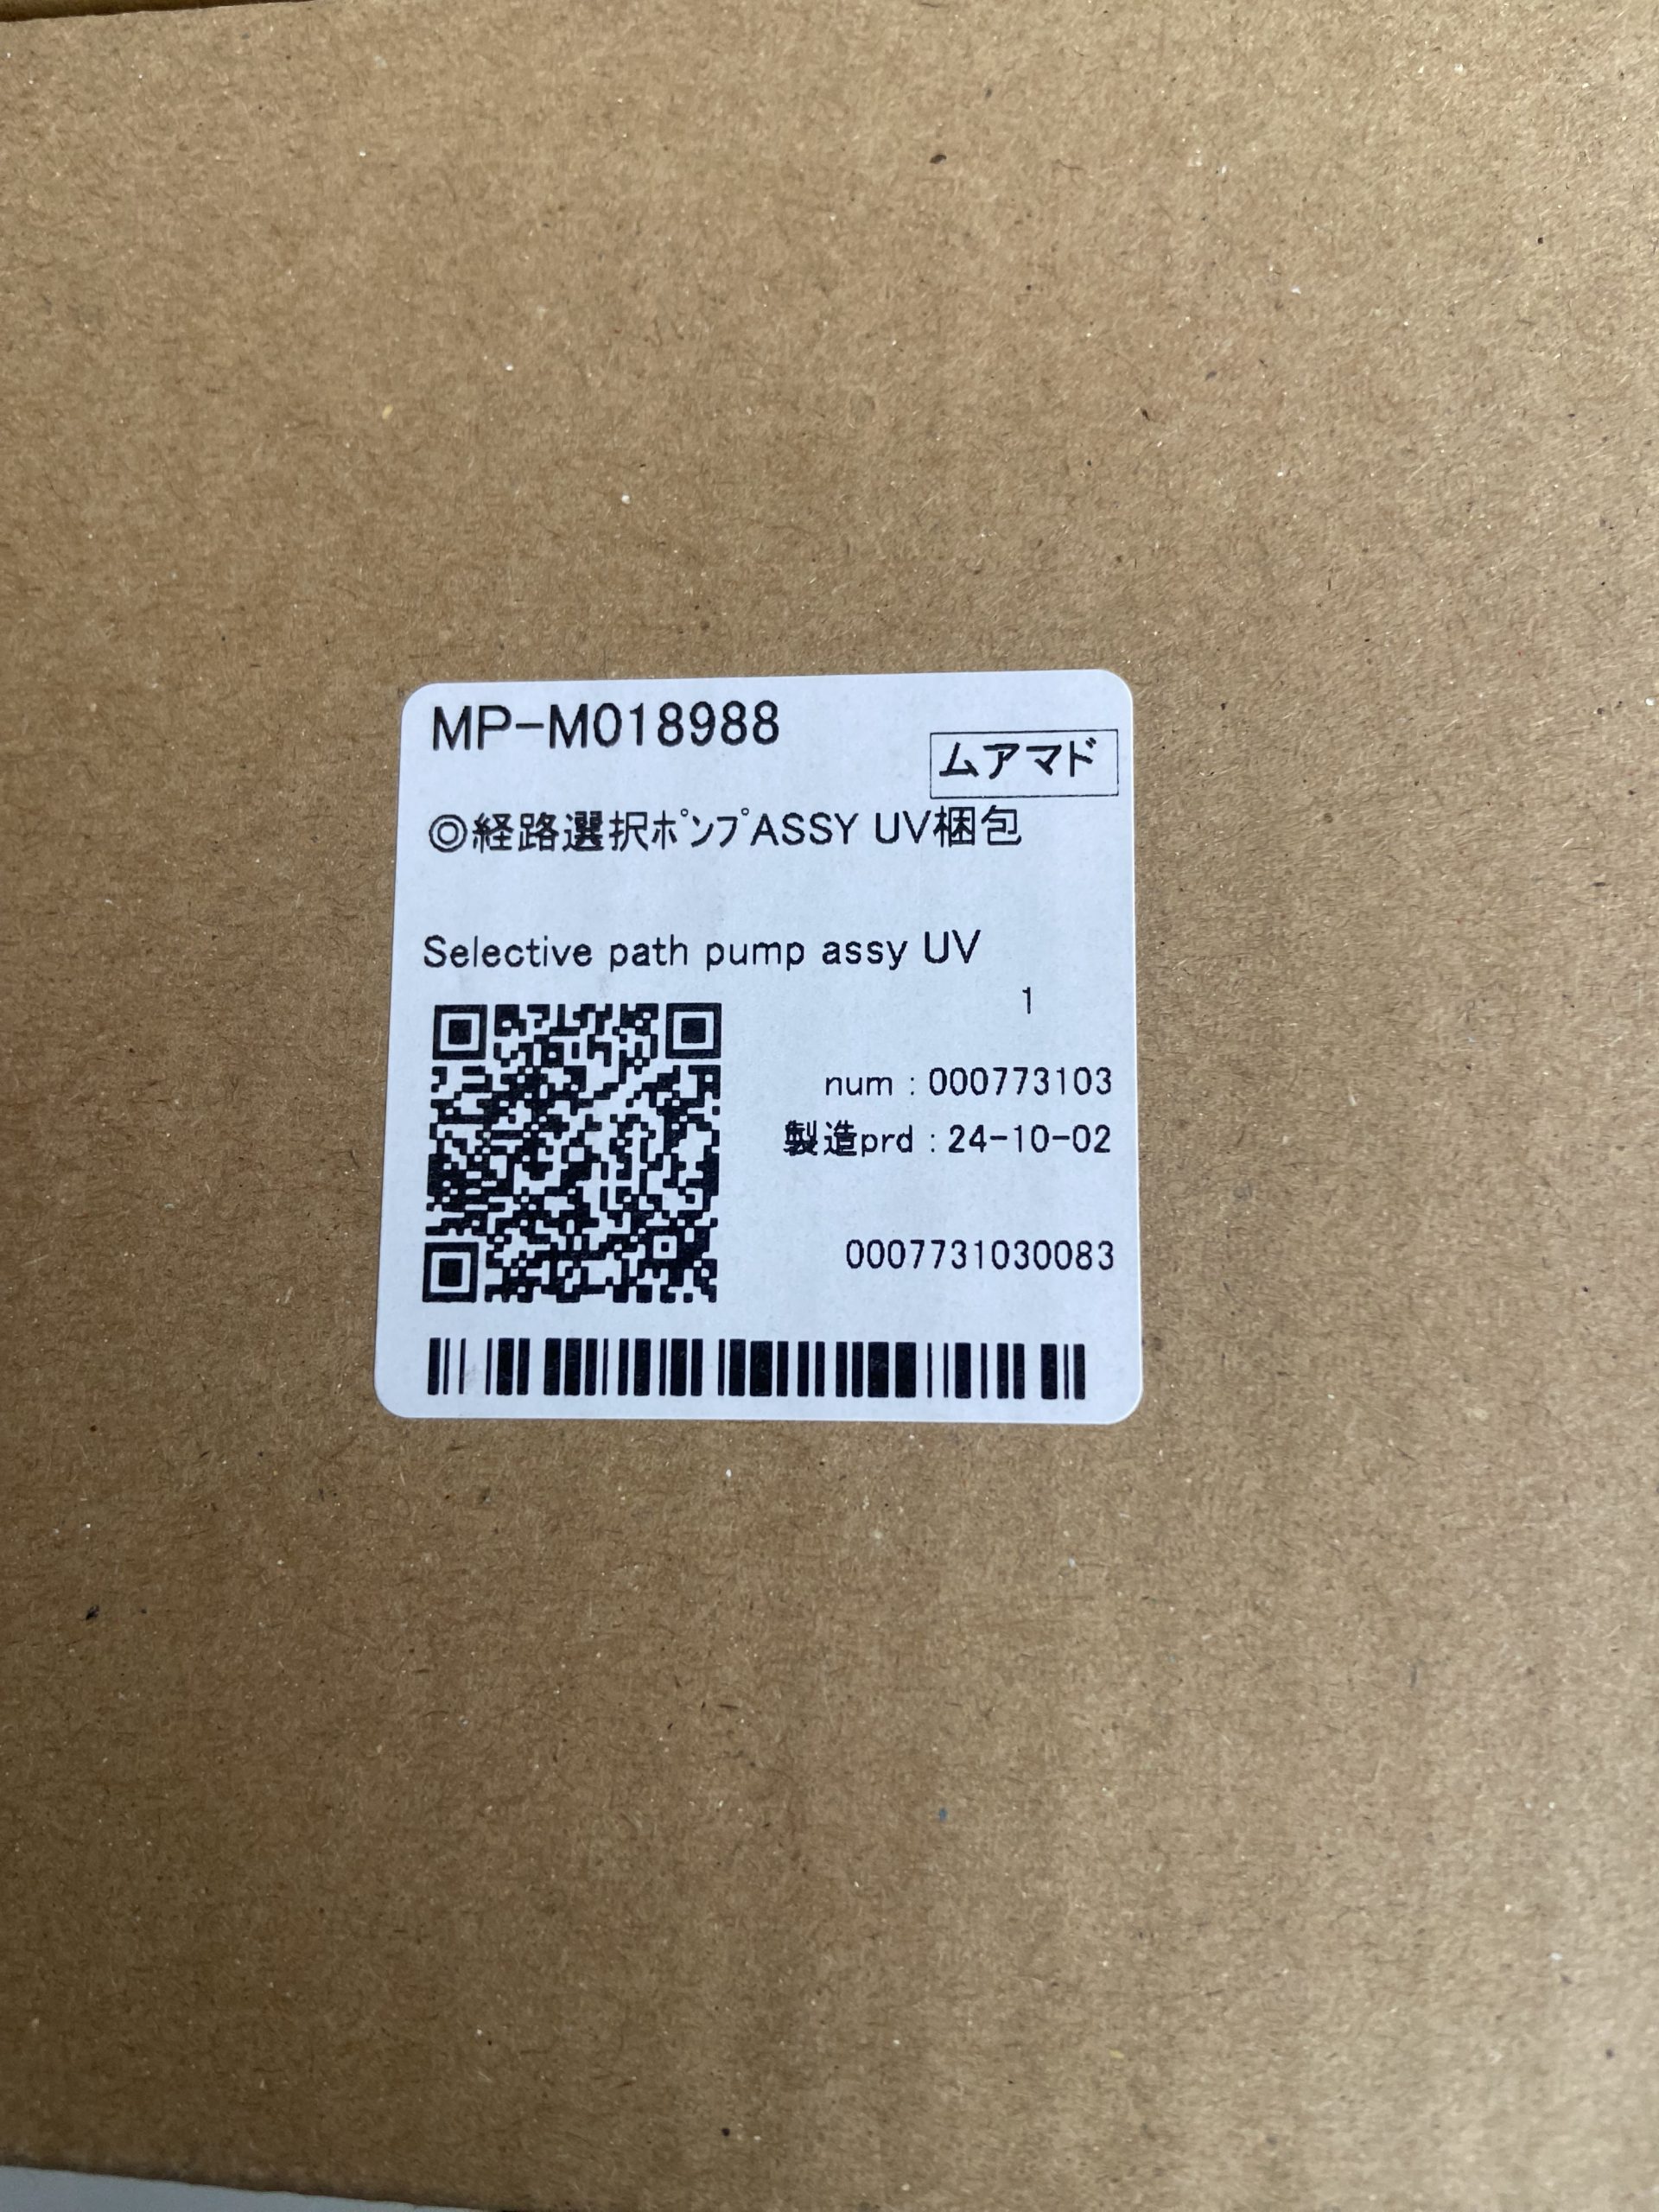 MP-M018988
ムアマド
◎経路選択ﾎﾟﾝﾌﾟASSY UV梱包
Selective path pump assy UV
1
num : 000773103
製造prd : 24-10-02
0007731030083